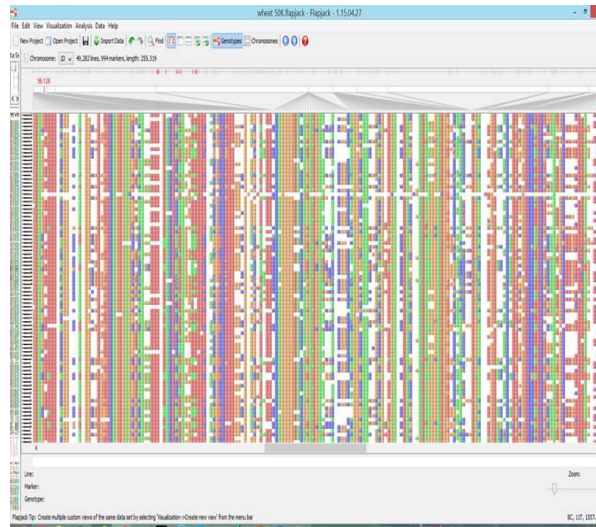 wheat 50K.flapjack - Flapjack - 1.15.04.27
File Edit View Visualization Analysis Data Help
New Project Open Project Import Data Find Genotypes Chromosomes
Chromosome: 1D 49,282 lines, 994 markers, length: 255.319
Line:
Zoom:
Marker:
Genotype:
Flapjack Tip: Create multiple custom views of the same data set by selecting 'Visualization->Create new view' from the menu bar